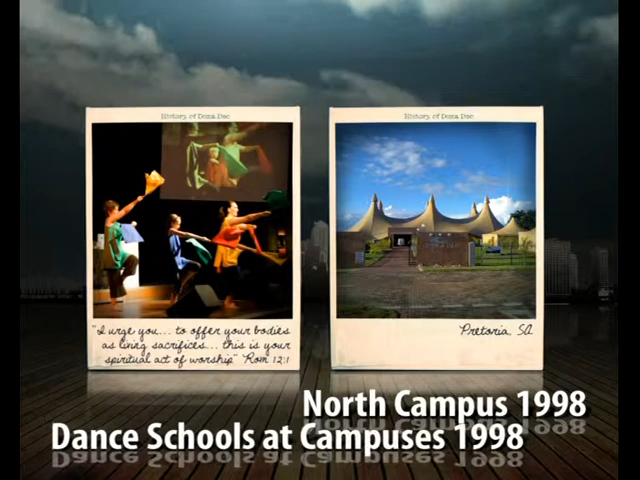 History of Doxa Deo
"I urge you... to offer your bodies
as living sacrifices... this is your
spiritual act of worship" Rom 12:1
History of Doxa Deo
Pretoria, SA
North Campus 1998
Dance Schools at Campuses 1998